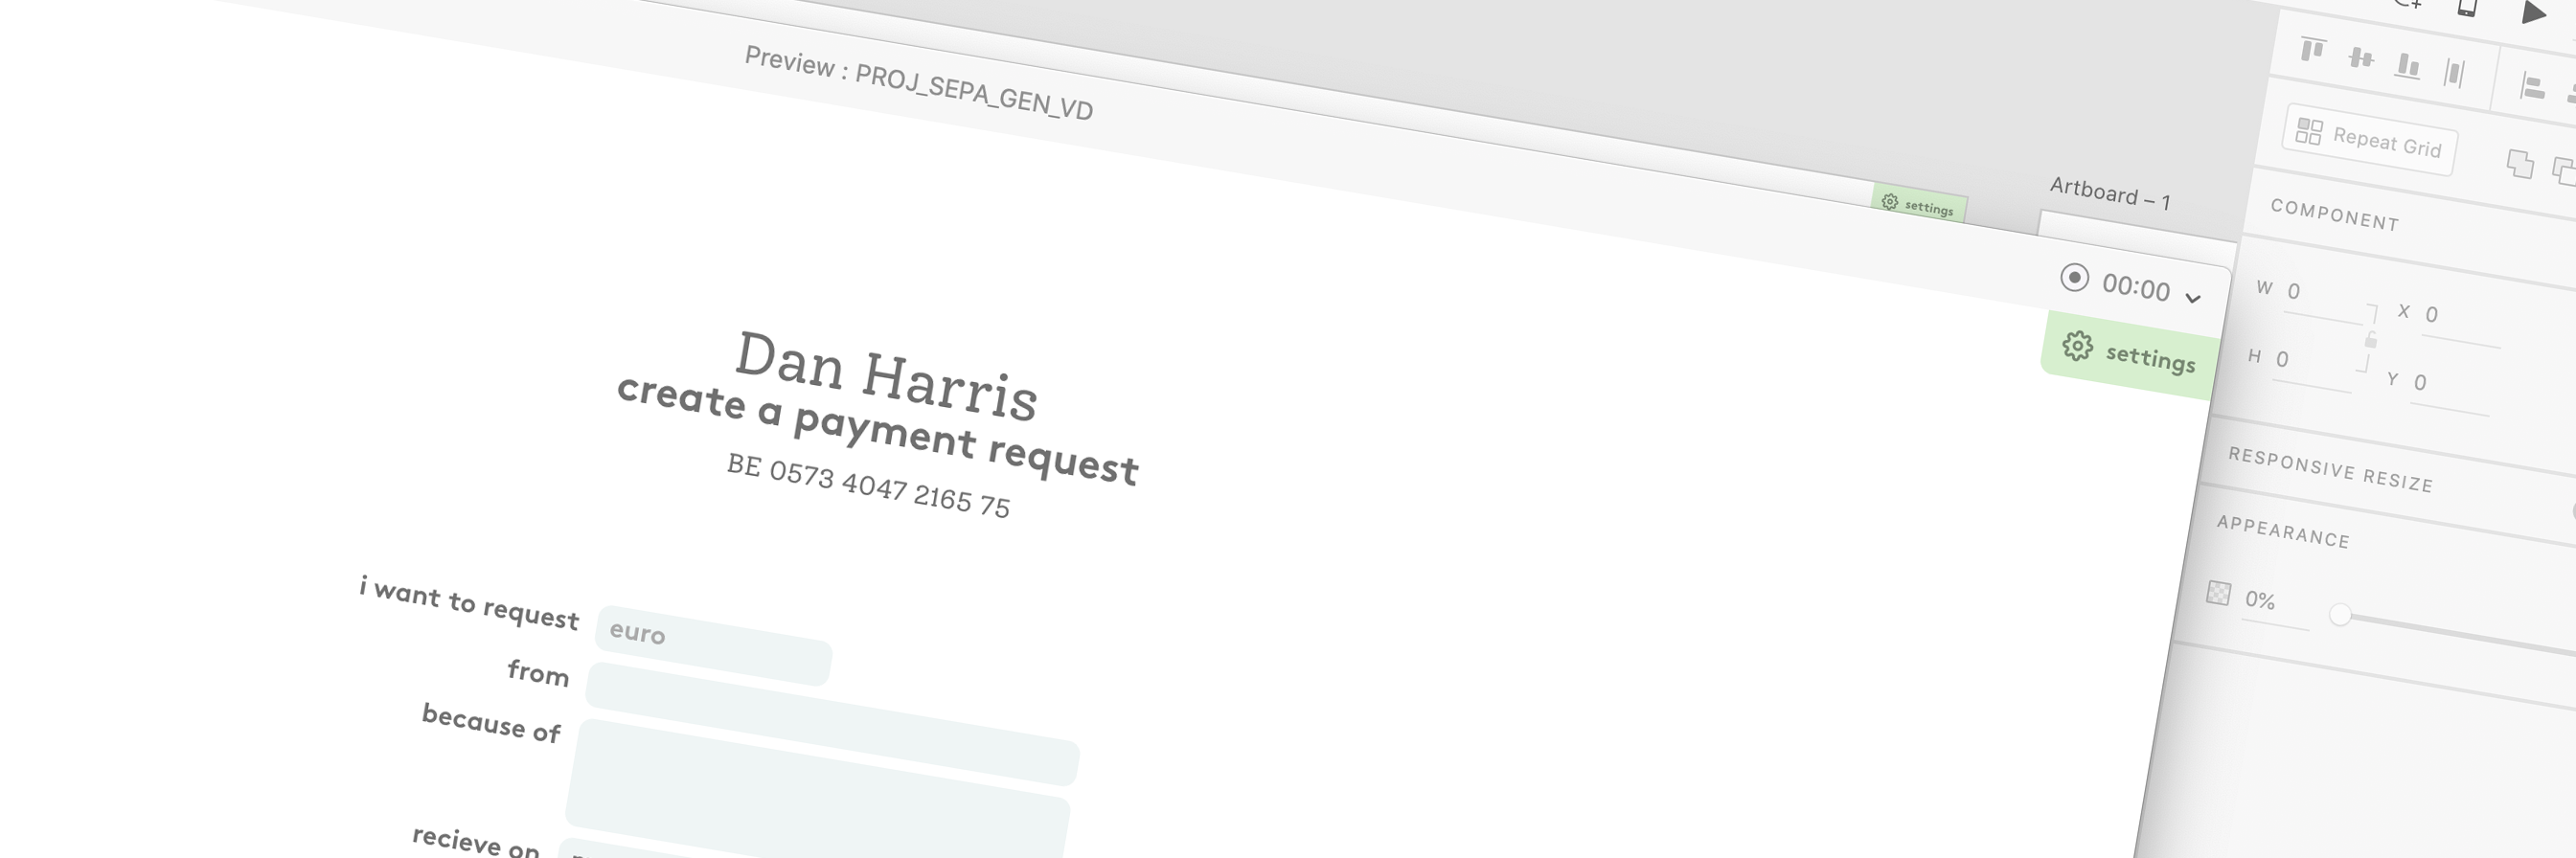 Preview : PROJ_SEPA_GEN_VD
settings
Artboard – 1
00:00
settings
Dan Harris
create a payment request
BE 0573 4047 2165 75
i want to request
euro
from
because of
recieve on
Repeat Grid
COMPONENT
W 0
X 0
H 0
Y 0
RESPONSIVE RESIZE
APPEARANCE
0%